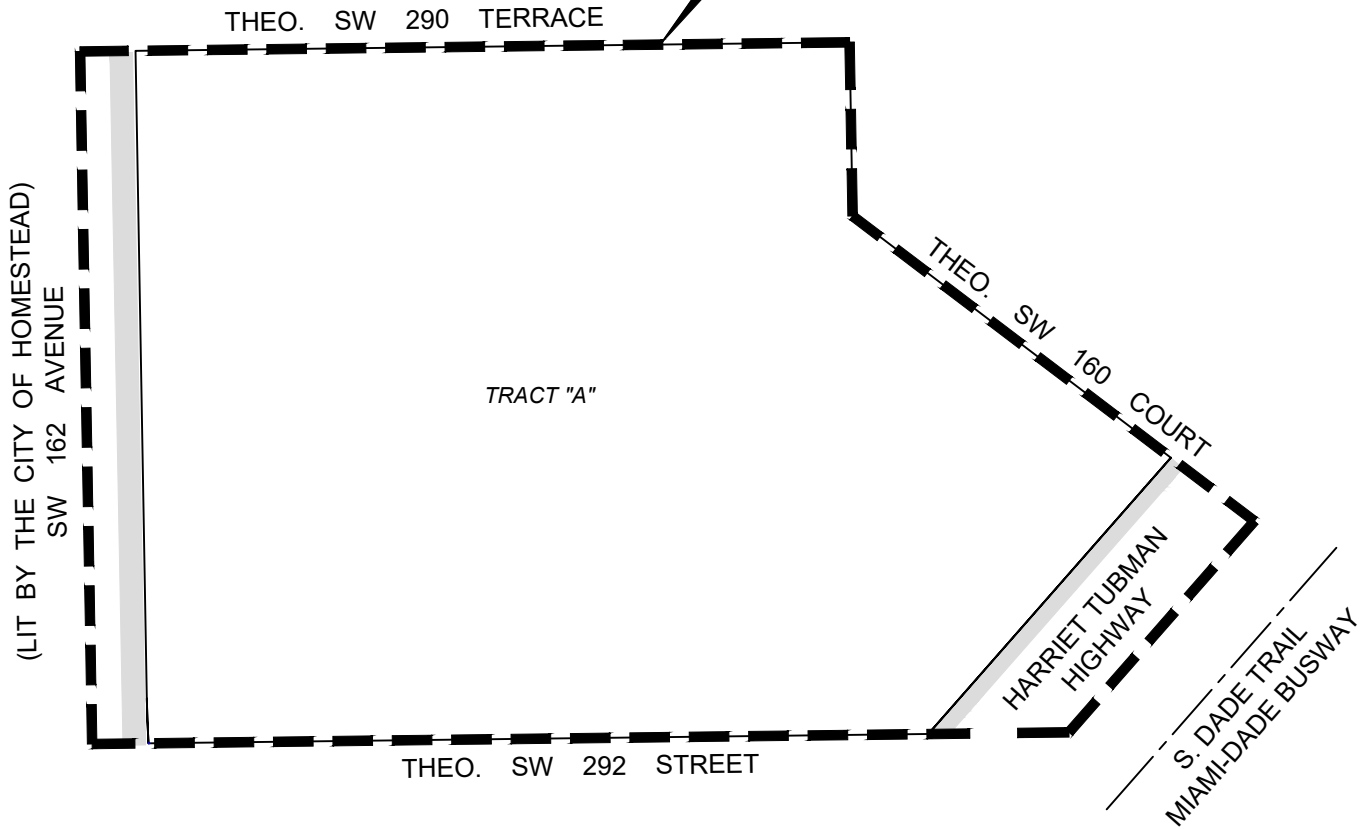 THEO. SW 290 TERRACE
(LIT BY THE CITY OF HOMESTEAD)
SW 162 AVENUE
THEO. SW 160 COURT
TRACT "A"
HARRIET TUBMAN
HIGHWAY
S. DADE TRAIL
MIAMI-DADE BUSWAY
THEO. SW 292 STREET